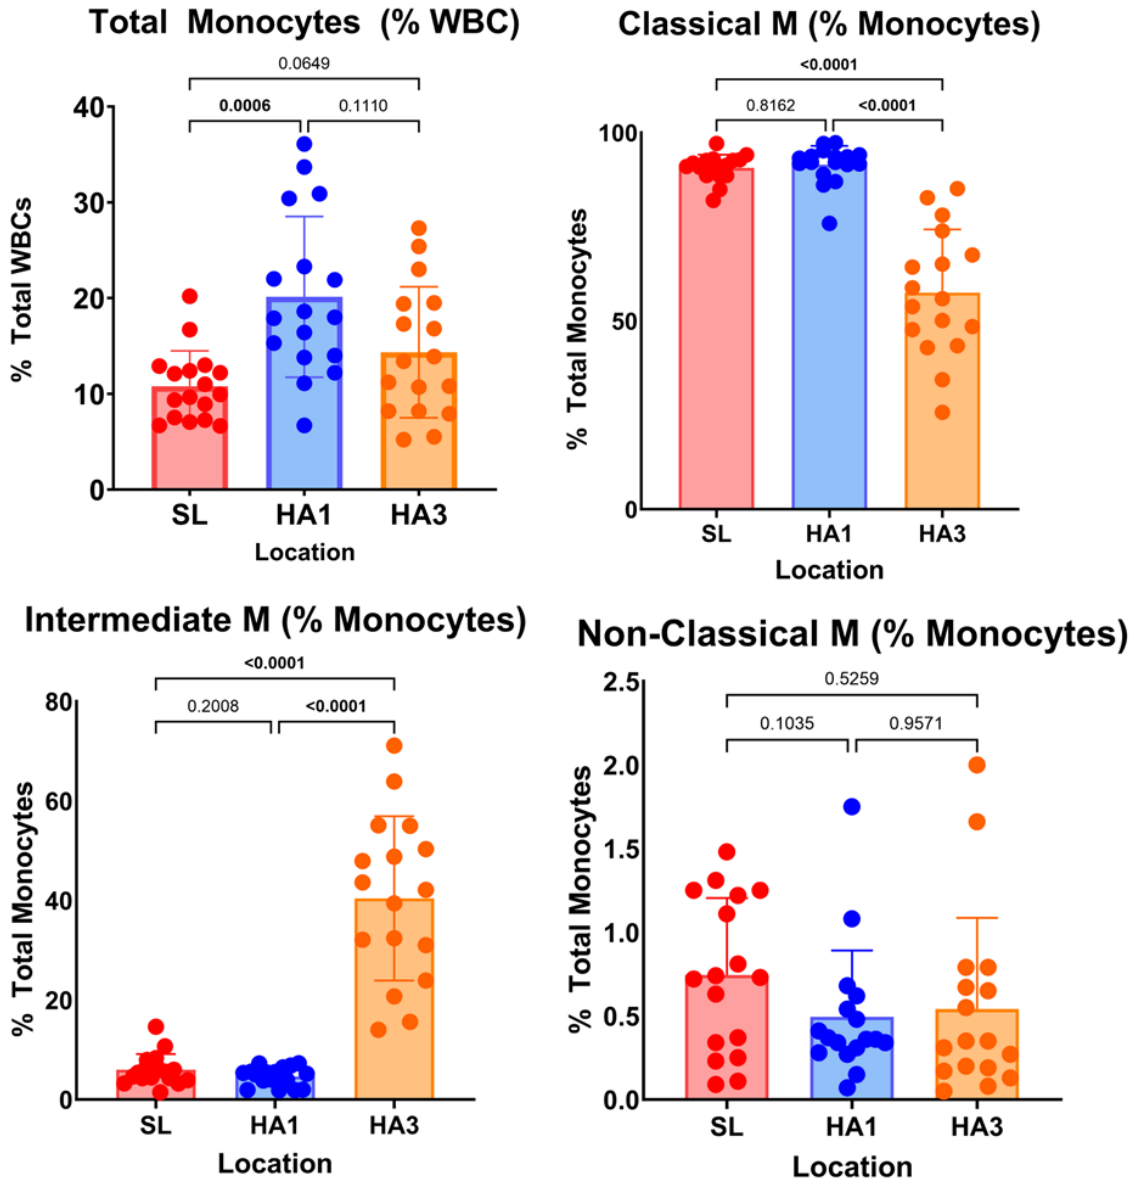 Total Monocytes (% WBC)
0.0649
0.0006
0.1110
40
30
20
10
0
% Total WBCs
SL
HA1
HA3
Location
Classical M (% Monocytes)
<0.0001
0.8162
<0.0001
100
50
0
% Total Monocytes
SL
HA1
HA3
Location
Intermediate M (% Monocytes)
<0.0001
0.2008
<0.0001
80
60
40
20
0
% Total Monocytes
SL
HA1
HA3
Location
Non-Classical M (% Monocytes)
0.5259
0.1035
0.9571
2.5
2.0
1.5
1.0
0.5
0.0
% Total Monocytes
SL
HA1
HA3
Location